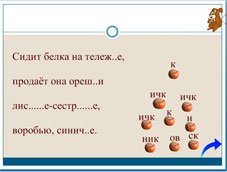 Сидит белка на тележ..е,
продаёт она ореш..и
лис......е-сестр......е,
воробью, синич..е.
к
ичк
ичк
ичк
к
н
ник
ов
ск